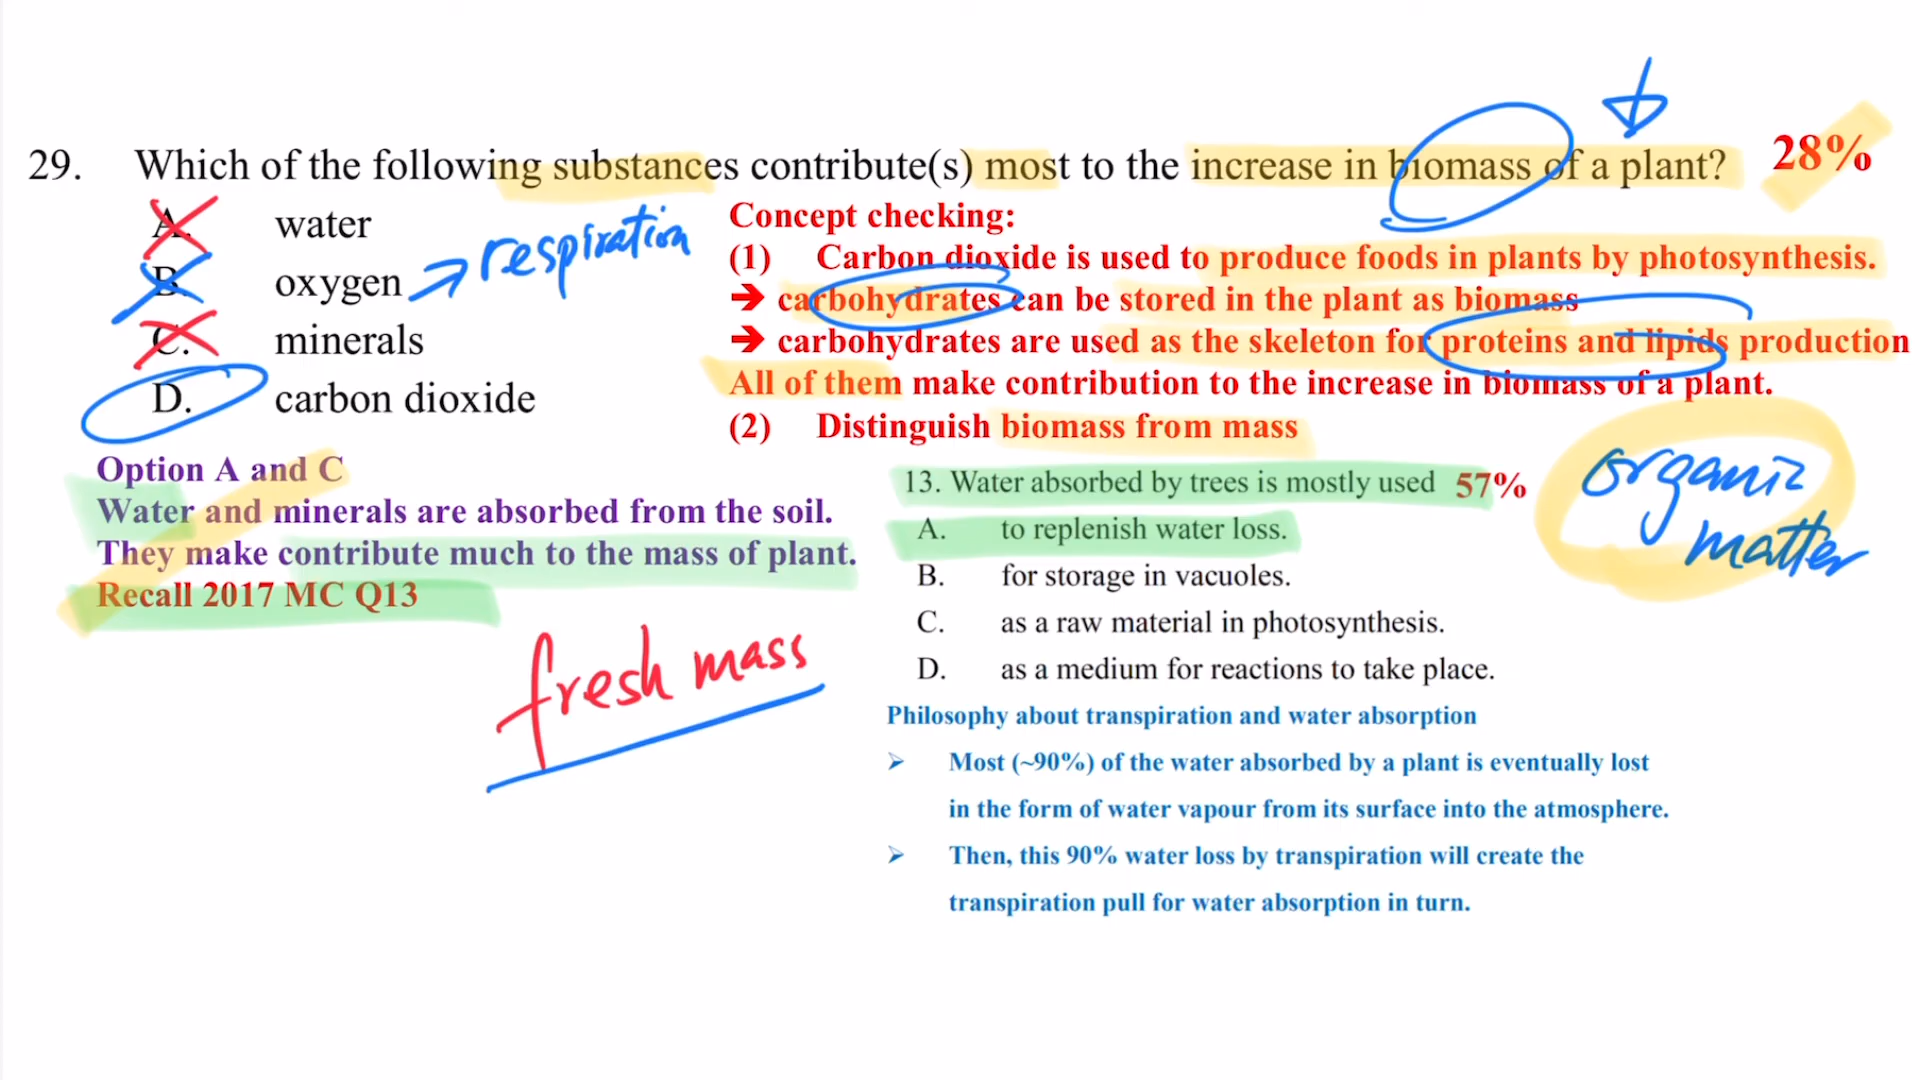 29. Which of the following substances contribute(s) most to the increase in biomass of a plant? 28%
A. water
B. oxygen → respiration
C. minerals
D. carbon dioxide
Concept checking:
(1) Carbon dioxide is used to produce foods in plants by photosynthesis.
➔ carbohydrates can be stored in the plant as biomass
➔ carbohydrates are used as the skeleton for proteins and lipids production
All of them make contribution to the increase in biomass of a plant.
(2) Distinguish biomass from mass
organic
matter
Option A and C
Water and minerals are absorbed from the soil.
They make contribute much to the mass of plant.
Recall 2017 MC Q13
fresh mass
13. Water absorbed by trees is mostly used 57%
A. to replenish water loss.
B. for storage in vacuoles.
C. as a raw material in photosynthesis.
D. as a medium for reactions to take place.
Philosophy about transpiration and water absorption
➢ Most (~90%) of the water absorbed by a plant is eventually lost
in the form of water vapour from its surface into the atmosphere.
➢ Then, this 90% water loss by transpiration will create the
transpiration pull for water absorption in turn.